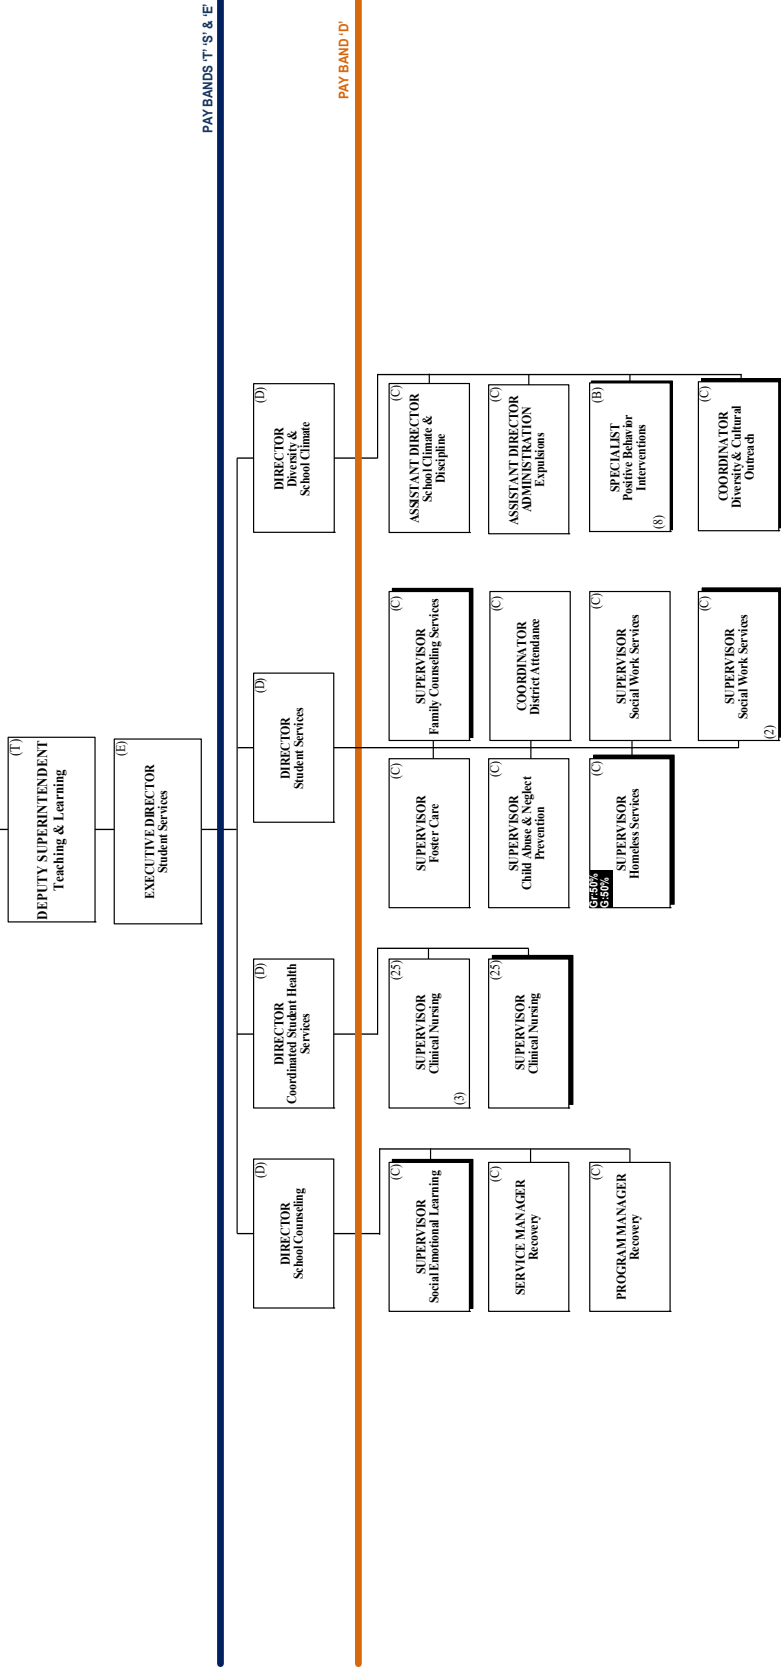 PAY BANDS ‘T’ ‘S’ & ‘E’
PAY BAND ‘D’
(T)
DEPUTY SUPERINTENDENT
Teaching & Learning
(E)
EXECUTIVE DIRECTOR
Student Services
(D)
DIRECTOR
School Counseling
(D)
DIRECTOR
Coordinated Student Health
Services
(D)
DIRECTOR
Student Services
(D)
DIRECTOR
Diversity &
School Climate
(C)
SUPERVISOR
Social Emotional Learning
(C)
SERVICE MANAGER
Recovery
(C)
PROGRAM MANAGER
Recovery
(25)
SUPERVISOR
Clinical Nursing
(3)
(25)
SUPERVISOR
Clinical Nursing
(C)
SUPERVISOR
Foster Care
(C)
SUPERVISOR
Child Abuse & Neglect
Prevention
(C)
Gr:50%
G:50%
SUPERVISOR
Homeless Services
(C)
SUPERVISOR
Family Counseling Services
(C)
COORDINATOR
District Attendance
(C)
SUPERVISOR
Social Work Services
(C)
SUPERVISOR
Social Work Services
(2)
(C)
ASSISTANT DIRECTOR
School Climate &
Discipline
(C)
ASSISTANT DIRECTOR
ADMINISTRATION
Expulsions
(B)
SPECIALIST
Positive Behavior
Interventions
(8)
(C)
COORDINATOR
Diversity & Cultural
Outreach